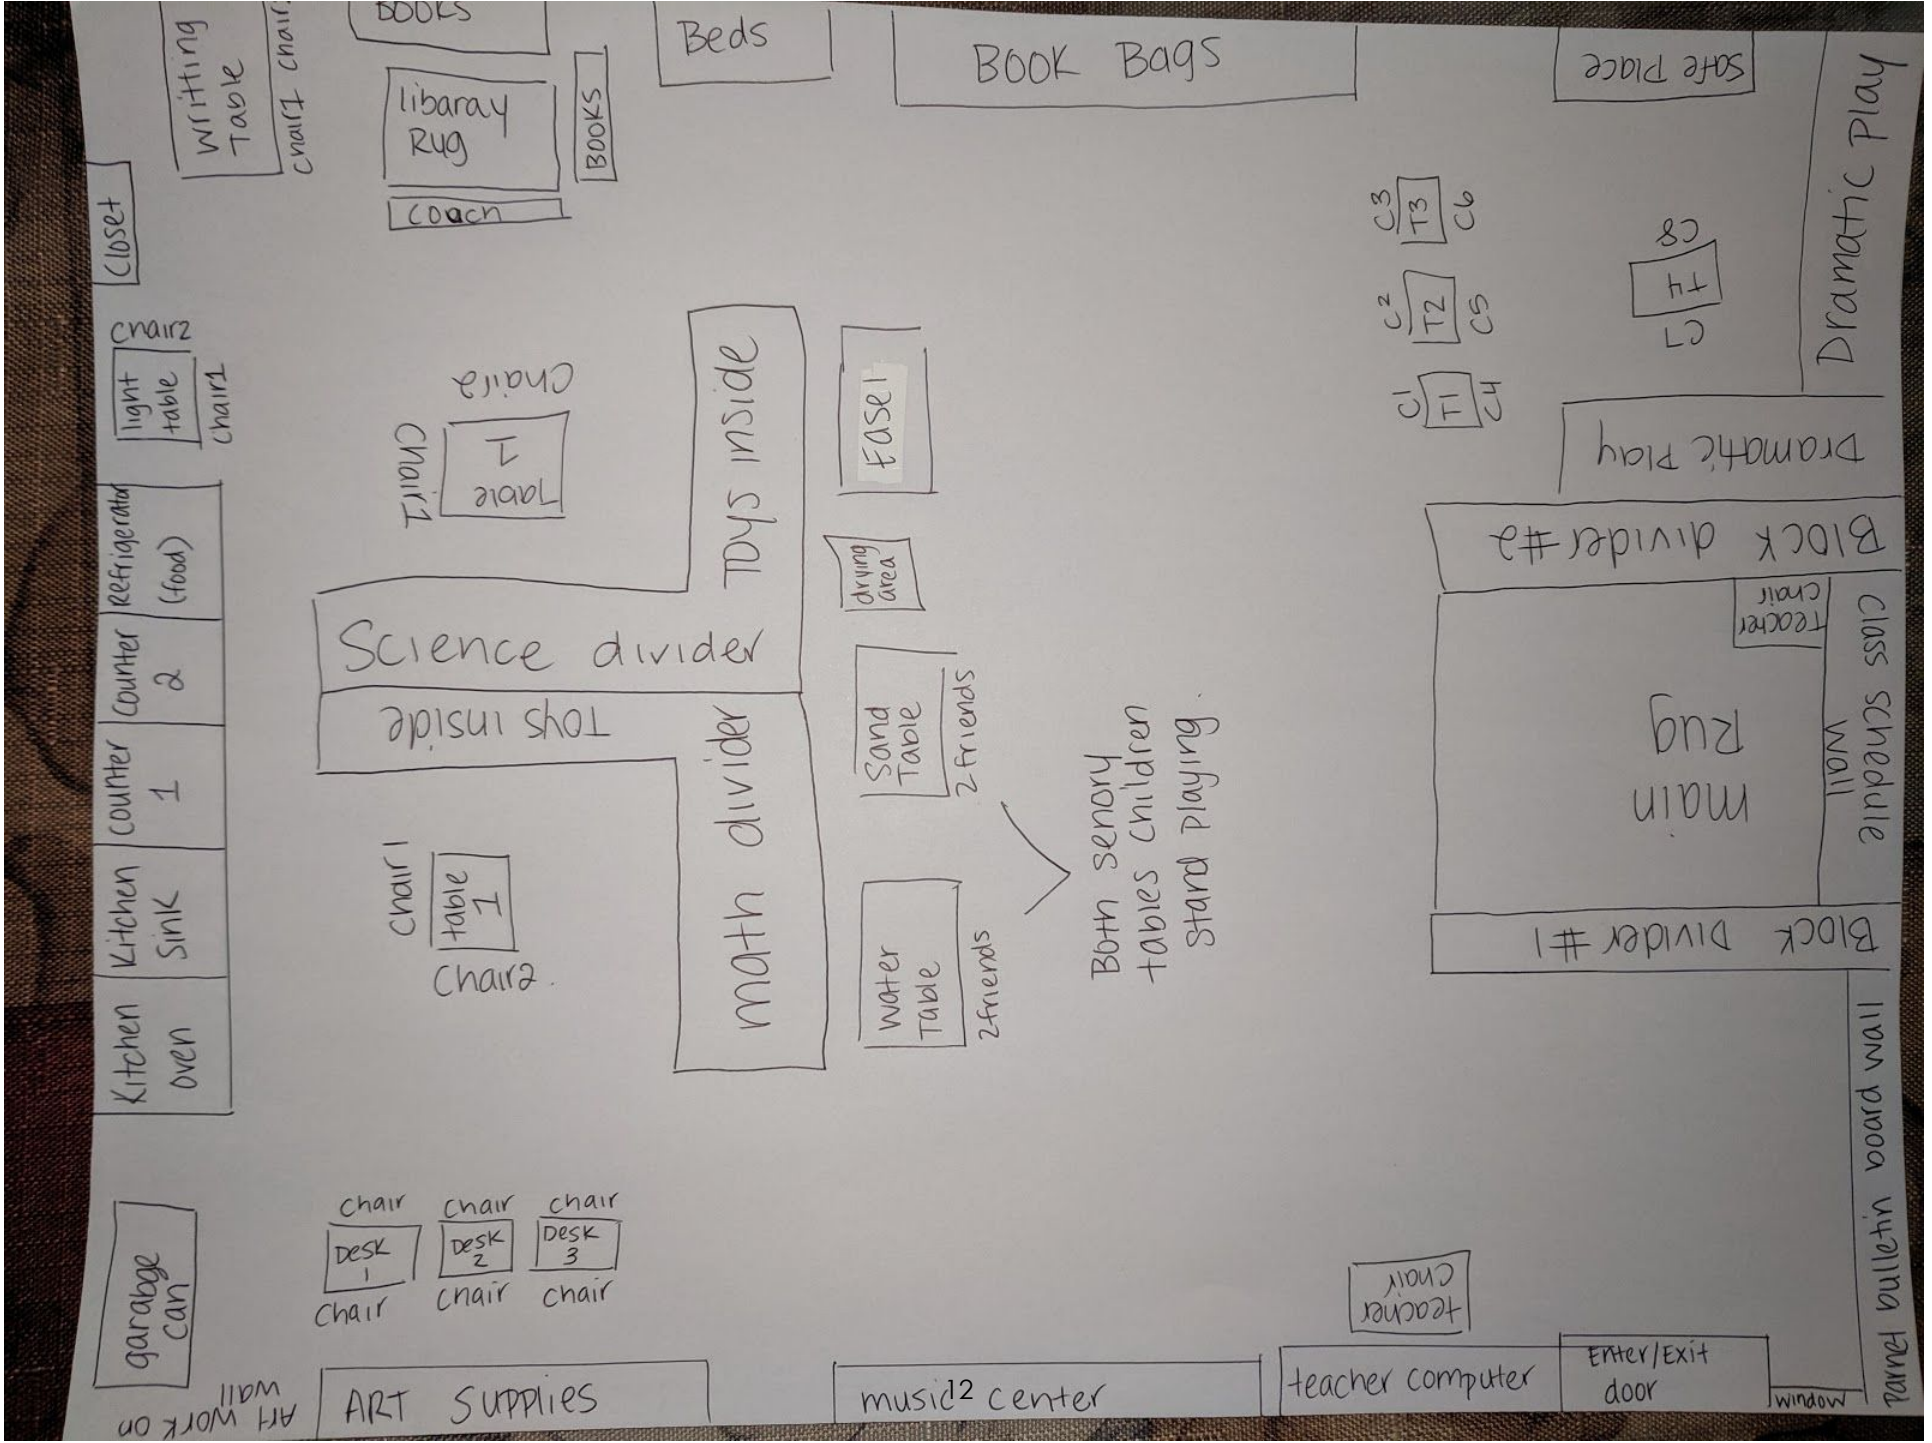 writting
Table
chair1 chair
BOOKS
libaray
Rug
BOOKS
coach
Beds
BOOK Bags
Safe Place
Dramatic Play
Closet
Chair2
light
table
chair1
Refrigerator
(food)
Counter
2
Counter
1
Kitchen
Sink
Kitchen
oven
garabge
can
Art work on
wall
Chair2
Chair1
Table
1
Toys inside
Science divider
Toys inside
math divider
Chair1
table
1
Chair2.
Easel
drying
area
Sand
Table
2 friends
water
Table
2 friends
Both senory
tables children
stand playing.
C3
T3
C6
C2
T2
C5
C1
T1
C4
C8
T4
C7
Dramatic Play
Block divider #2
Teacher
Chair
Class Schedule
Wall
main
Rug
Block Divider #1
Parnet bulletin board wall
chair
Desk
1
chair
chair
Desk
2
chair
chair
Desk
3
chair
ART SUPPLIES
music center
12
teacher
Chair
teacher computer
Enter/Exit
door
window